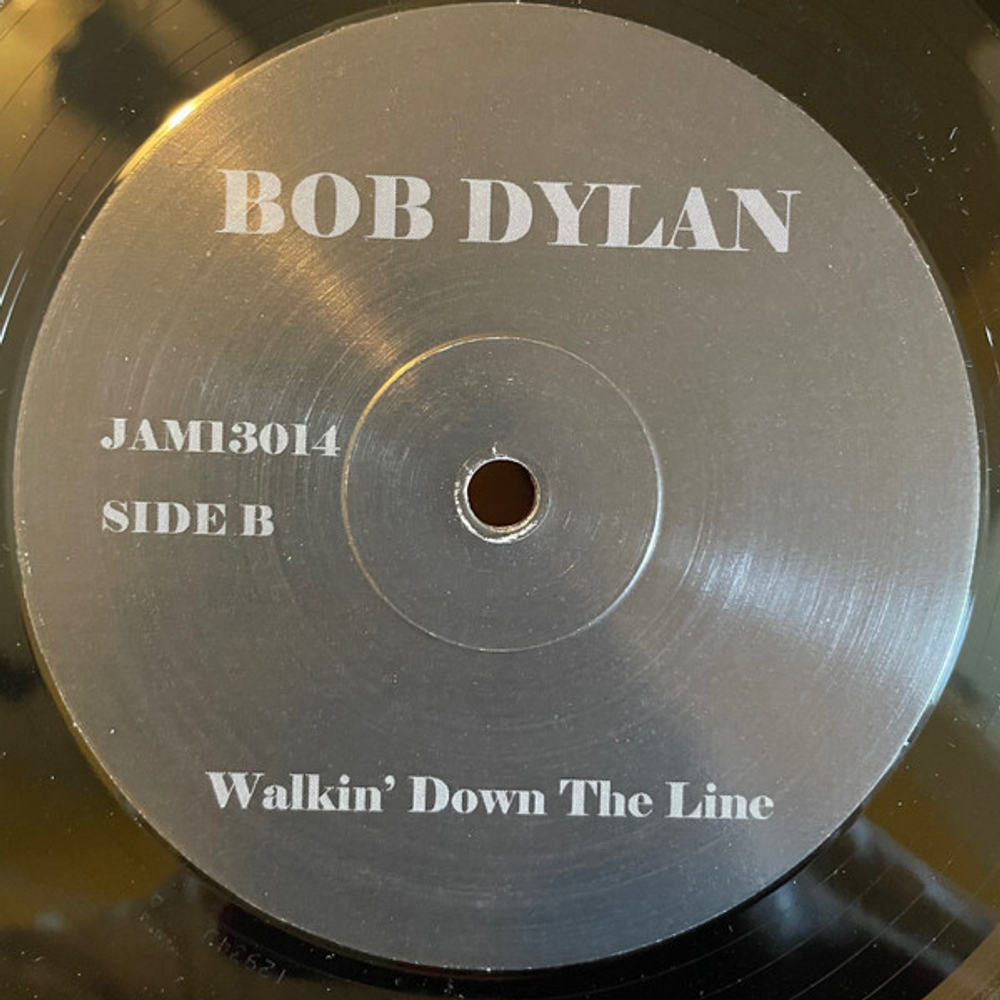 BOB DYLAN
JAM13014
SIDE B
Walkin’ Down The Line